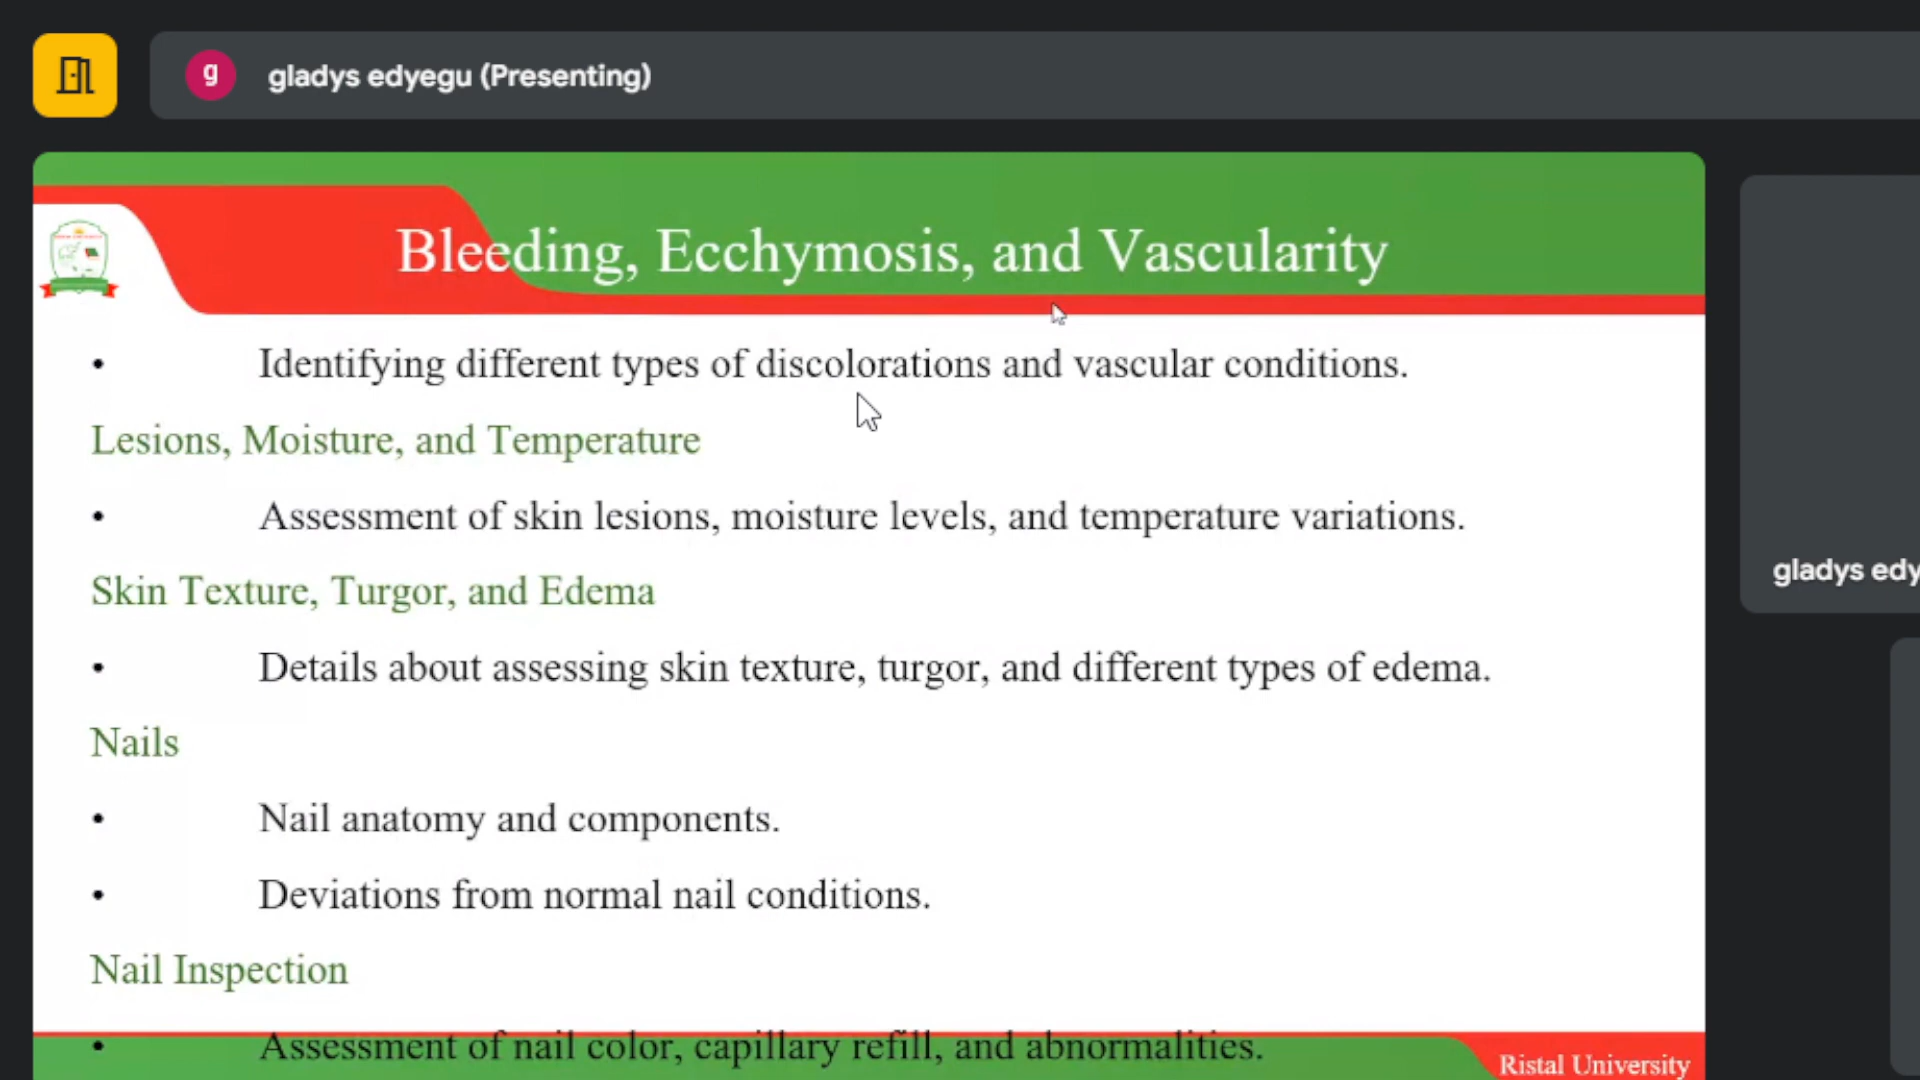 g gladys edyegu (Presenting)
Bleeding, Ecchymosis, and Vascularity
• Identifying different types of discolorations and vascular conditions.
Lesions, Moisture, and Temperature
• Assessment of skin lesions, moisture levels, and temperature variations.
Skin Texture, Turgor, and Edema
• Details about assessing skin texture, turgor, and different types of edema.
gladys edy
Nails
• Nail anatomy and components.
• Deviations from normal nail conditions.
Nail Inspection
• Assessment of nail color, capillary refill, and abnormalities.
Ristal University